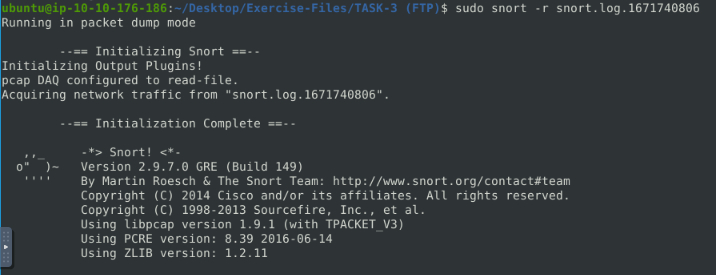 ubuntu@ip-10-10-176-186:~/Desktop/Exercise-Files/TASK-3 (FTP)$ sudo snort -r snort.log.1671740806
Running in packet dump mode
--== Initializing Snort ==--
Initializing Output Plugins!
pcap DAQ configured to read-file.
Acquiring network traffic from "snort.log.1671740806".
--== Initialization Complete ==--
,,_     -*> Snort! <*-
o"  )~   Version 2.9.7.0 GRE (Build 149)
''''    By Martin Roesch & The Snort Team: http://www.snort.org/contact#team
Copyright (C) 2014 Cisco and/or its affiliates. All rights reserved.
Copyright (C) 1998-2013 Sourcefire, Inc., et al.
Using libpcap version 1.9.1 (with TPACKET_V3)
Using PCRE version: 8.39 2016-06-14
Using ZLIB version: 1.2.11